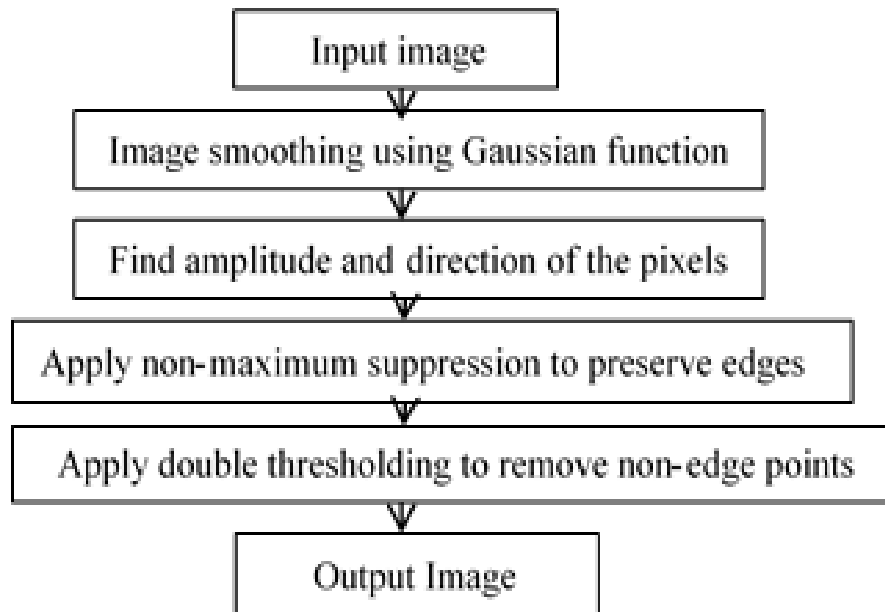 Input image
Image smoothing using Gaussian function
Find amplitude and direction of the pixels
Apply non-maximum suppression to preserve edges
Apply double thresholding to remove non-edge points
Output Image